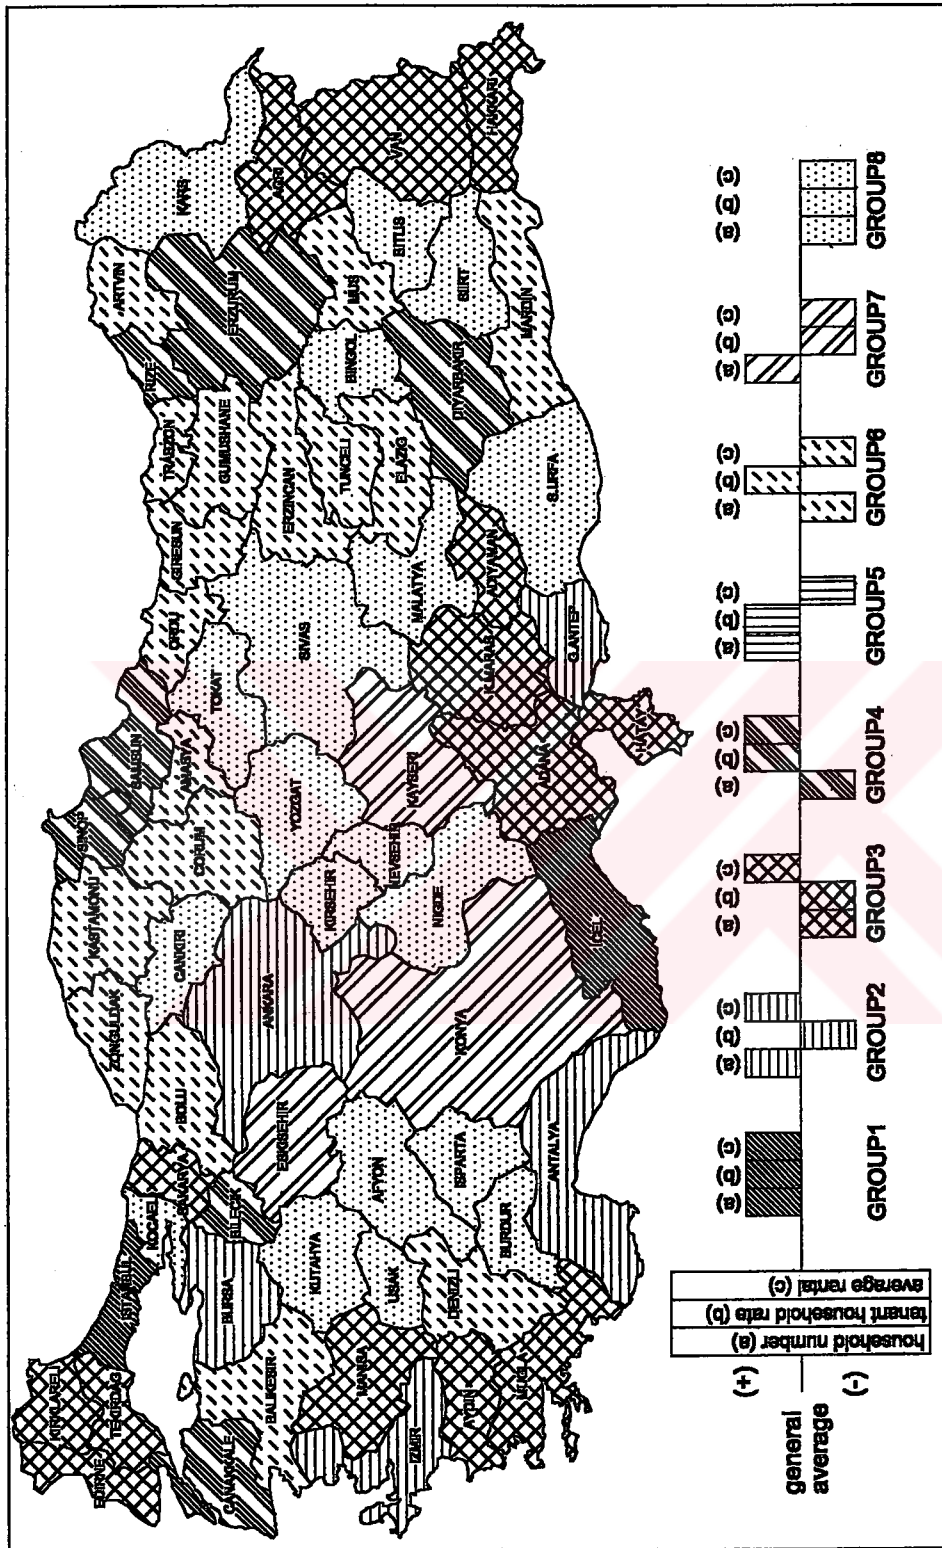 KIRKLARELI
EDIRNE
TEKIRDAG
ISTANBUL
KOCAELI
SAKARYA
CANAKKALE
BURSA
BILECIK
BALIKESIR
KUTAHYA
ESKISEHIR
MANISA
USAK
AFYON
IZMIR
AYDIN
DENIZLI
MUGLA
BURDUR
ISPARTA
ANTALYA
BOLU
ZONGULDAK
KASTAMONU
CANKIRI
ANKARA
KONYA
SINOP
CORUM
SAMSUN
AMASYA
TOKAT
YOZGAT
KIRSEHIR
NEVSEHIR
NIGDE
KAYSERI
ICEL
ADANA
HATAY
ORDU
SIVAS
K.MARAS
G.ANTEP
ADIYAMAN
MALATYA
S.URFA
GIRESUN
TRABZON
GUMUSHANE
ERZINCAN
TUNCELI
ELAZIG
RIZE
ARTVIN
ERZURUM
BINGOL
DIYARBAKIR
MUS
MARDIN
KARS
AGRI
BITLIS
SIIRT
VAN
HAKKARI
household number (a)
tenant household rate (b)
average rantal (c)
(+)
general
average
(-)
(a) (b) (c)
GROUP1
(a) (b) (c)
GROUP2
(a) (b) (c)
GROUP3
(a) (b) (c)
GROUP4
(a) (b) (c)
GROUP5
(a) (b) (c)
GROUP6
(a) (b) (c)
GROUP7
(a) (b) (c)
GROUP8